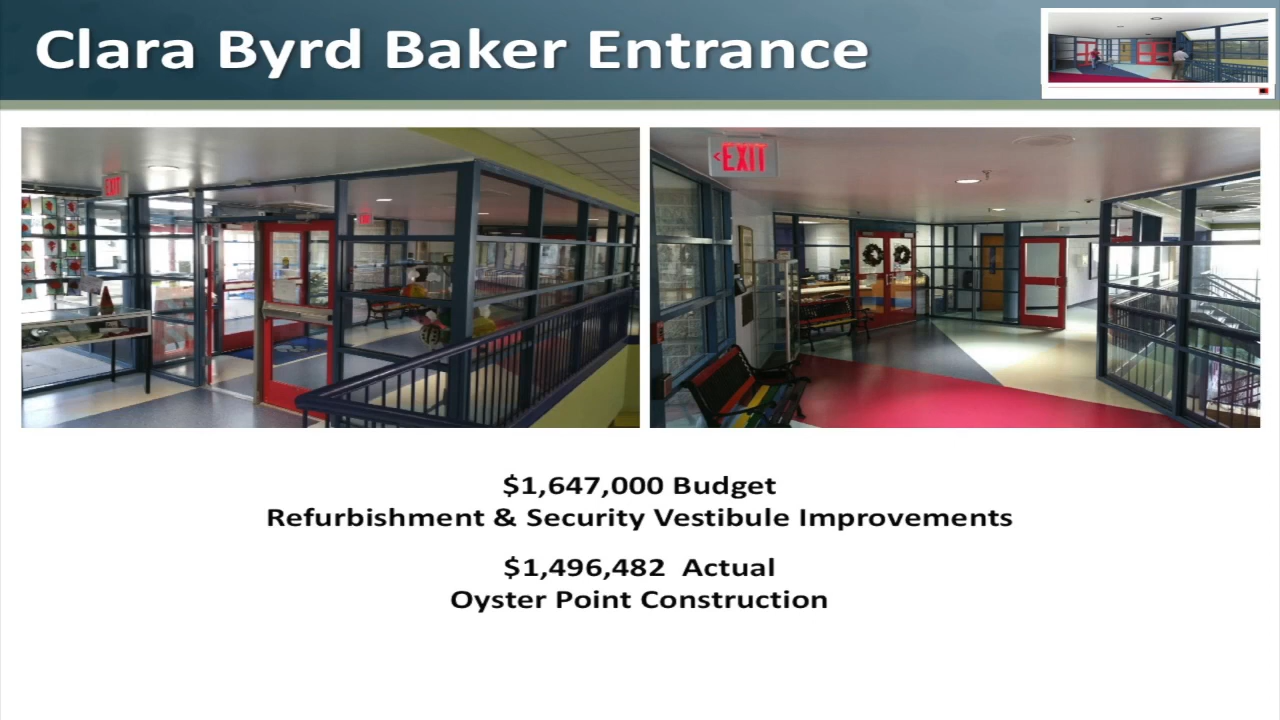 Clara Byrd Baker Entrance
EXIT
EXIT
<EXIT
$1,647,000 Budget
Refurbishment & Security Vestibule Improvements
$1,496,482  Actual
Oyster Point Construction